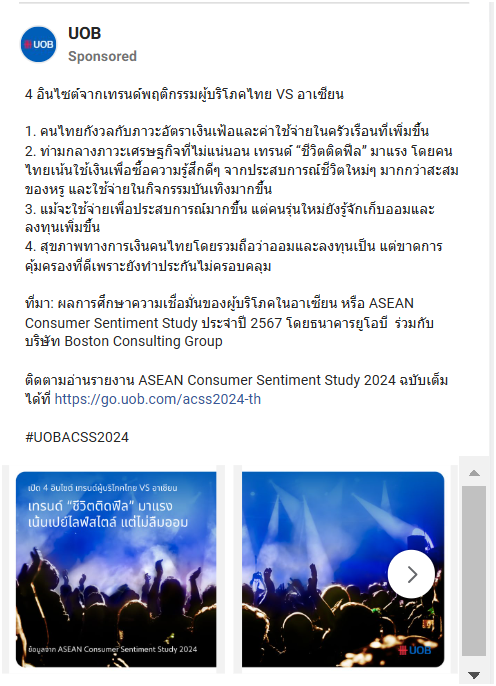 UOB
UOB
Sponsored
4 อินไซต์จากเทรนด์พฤติกรรมผู้บริโภคไทย VS อาเซียน
1. คนไทยกังวลกับภาวะอัตราเงินเฟ้อและค่าใช้จ่ายในครัวเรือนที่เพิ่มขึ้น
2. ท่ามกลางภาวะเศรษฐกิจที่ไม่แน่นอน เทรนด์ “ชีวิตติดฟีล” มาแรง โดยคน
ไทยเน้นใช้เงินเพื่อซื้อความรู้สึกดีๆ จากประสบการณ์ชีวิตใหม่ๆ มากกว่าสะสม
ของหรู และใช้จ่ายในกิจกรรมบันเทิงมากขึ้น
3. แม้จะใช้จ่ายเพื่อประสบการณ์มากขึ้น แต่คนรุ่นใหม่ยังรู้จักเก็บออมและ
ลงทุนเพิ่มขึ้น
4. สุขภาพทางการเงินคนไทยโดยรวมถือว่าออมและลงทุนเป็น แต่ขาดการ
คุ้มครองที่ดีเพราะยังทำประกันไม่ครอบคลุม
ที่มา: ผลการศึกษาความเชื่อมั่นของผู้บริโภคในอาเซียน หรือ ASEAN
Consumer Sentiment Study ประจำปี 2567 โดยธนาคารยูโอบี ร่วมกับ
บริษัท Boston Consulting Group
ติดตามอ่านรายงาน ASEAN Consumer Sentiment Study 2024 ฉบับเต็ม
ได้ที่ https://go.uob.com/acss2024-th
#UOBACSS2024
เปิด 4 อินไซต์ เทรนด์ผู้บริโภคไทย VS อาเซียน
เทรนด์ “ชีวิตติดฟีล” มาแรง
เน้นเปย์ไลฟ์สไตล์ แต่ไม่ลืมออม
ข้อมูลจาก ASEAN Consumer Sentiment Study 2024
UOB